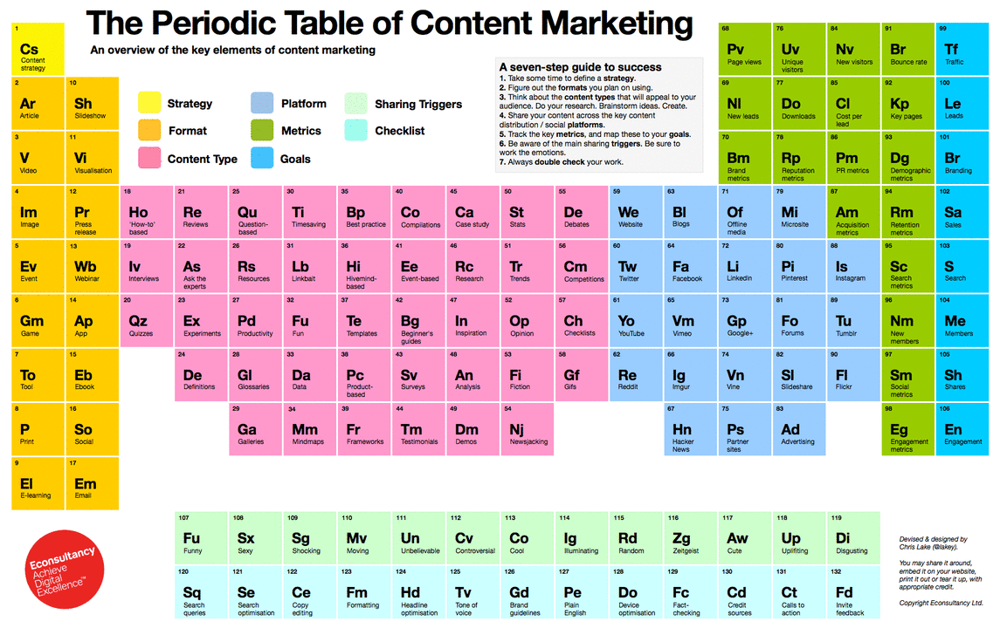 The Periodic Table of Content Marketing
An overview of the key elements of content marketing
Strategy
Format
Content Type
Platform
Metrics
Goals
Sharing Triggers
Checklist
A seven-step guide to success
1. Take some time to define a strategy.
2. Figure out the formats you plan on using.
3. Think about the content types that will appeal to your
audience. Do your research. Brainstorm ideas. Create.
4. Share your content across the key content
distribution / social platforms.
5. Track the key metrics, and map these to your goals.
6. Be aware of the main sharing triggers. Be sure to
work the emotions.
7. Always double check your work.
1
Cs
Content
strategy
68
Pv
Page views
76
Uv
Unique
visitors
84
Nv
New visitors
91
Br
Bounce rate
99
Tf
Traffic
2
Ar
Article
10
Sh
Slideshow
69
Nl
New leads
77
Do
Downloads
85
Cl
Cost per
lead
92
Kp
Key pages
100
Le
Leads
3
V
Video
11
Vi
Visualisation
70
Bm
Brand
metrics
78
Rp
Reputation
metrics
86
Pm
PR metrics
93
Dg
Demographic
metrics
101
Br
Branding
4
Im
Image
12
Pr
Press
release
18
Ho
'How-to'
based
21
Re
Reviews
25
Qu
Question-
based
30
Ti
Timesaving
35
Bp
Best practice
40
Co
Compilations
45
Ca
Case study
50
St
Stats
55
De
Debates
59
We
Website
63
Bl
Blogs
71
Of
Offline
media
79
Mi
Microsite
87
Am
Acquisition
metrics
94
Rm
Retention
metrics
102
Sa
Sales
5
Ev
Event
13
Wb
Webinar
19
Iv
Interviews
22
As
Ask the
experts
26
Rs
Resources
31
Lb
Linkbait
36
Hi
Hivemind-
based
41
Ee
Event-based
46
Rc
Research
51
Tr
Trends
56
Cm
Competitions
60
Tw
Twitter
64
Fa
Facebook
72
Li
LinkedIn
80
Pi
Pinterest
88
Is
Instagram
95
Sc
Search
metrics
103
S
Search
6
Gm
Game
14
Ap
App
20
Qz
Quizzes
23
Ex
Experiments
27
Pd
Productivity
32
Fu
Fun
37
Te
Templates
42
Bg
Beginner's
guides
47
In
Inspiration
52
Op
Opinion
57
Ch
Checklists
61
Yo
YouTube
65
Vm
Vimeo
73
Gp
Google+
81
Fo
Forums
89
Tu
Tumblr
96
Nm
New
members
104
Me
Members
7
To
Tool
15
Eb
Ebook
24
De
Definitions
28
Gl
Glossaries
33
Da
Data
38
Pc
Product-
based
43
Sv
Surveys
48
An
Analysis
53
Fi
Fiction
58
Gf
Gifs
62
Re
Reddit
66
Ig
Imgur
74
Vn
Vine
82
Sl
Slideshare
90
Fl
Flickr
97
Sm
Social
metrics
105
Sh
Shares
8
P
Print
16
So
Social
29
Ga
Galleries
34
Mm
Mindmaps
39
Fr
Frameworks
44
Tm
Testimonials
49
Dm
Demos
54
Nj
Newsjacking
67
Hn
Hacker
News
75
Ps
Partner
sites
83
Ad
Advertising
98
Eg
Engagement
metrics
106
En
Engagement
9
El
E-learning
17
Em
Email
107
Fu
Funny
108
Sx
Sexy
109
Sg
Shocking
110
Mv
Moving
111
Un
Unbelievable
112
Cv
Controversial
113
Co
Cool
114
Ig
Illuminating
115
Rd
Random
116
Zg
Zeitgeist
117
Aw
Cute
118
Up
Uplifting
119
Di
Disgusting
120
Sq
Search
queries
121
Se
Search
optimisation
122
Ce
Copy
editing
123
Fm
Formatting
124
Hd
Headline
optimisation
125
Tv
Tone of
voice
126
Gd
Brand
guidelines
127
Pe
Plain
English
128
Do
Device
optimisation
129
Fc
Fact-
checking
130
Cd
Credit
sources
131
Ct
Calls to
action
132
Fd
Invite
feedback
Econsultancy
Achieve
Digital
Excellence™
Devised & designed by
Chris Lake (@lakey).
You may share it around,
embed it on your website,
print it out or tear it up, with
appropriate credit.
Copyright Econsultancy Ltd.